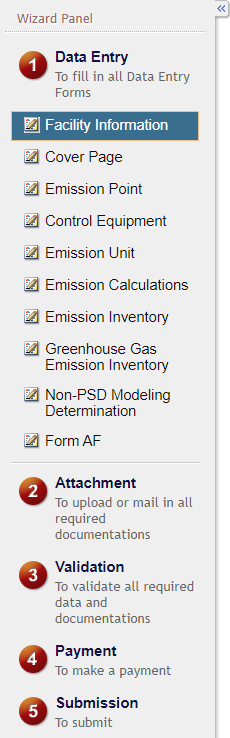 Wizard Panel
«
1 Data Entry
To fill in all Data Entry
Forms
Facility Information
Cover Page
Emission Point
Control Equipment
Emission Unit
Emission Calculations
Emission Inventory
Greenhouse Gas
Emission Inventory
Non-PSD Modeling
Determination
Form AF
2 Attachment
To upload or mail in all
required
documentations
3 Validation
To validate all required
data and
documentations
4 Payment
To make a payment
5 Submission
To submit